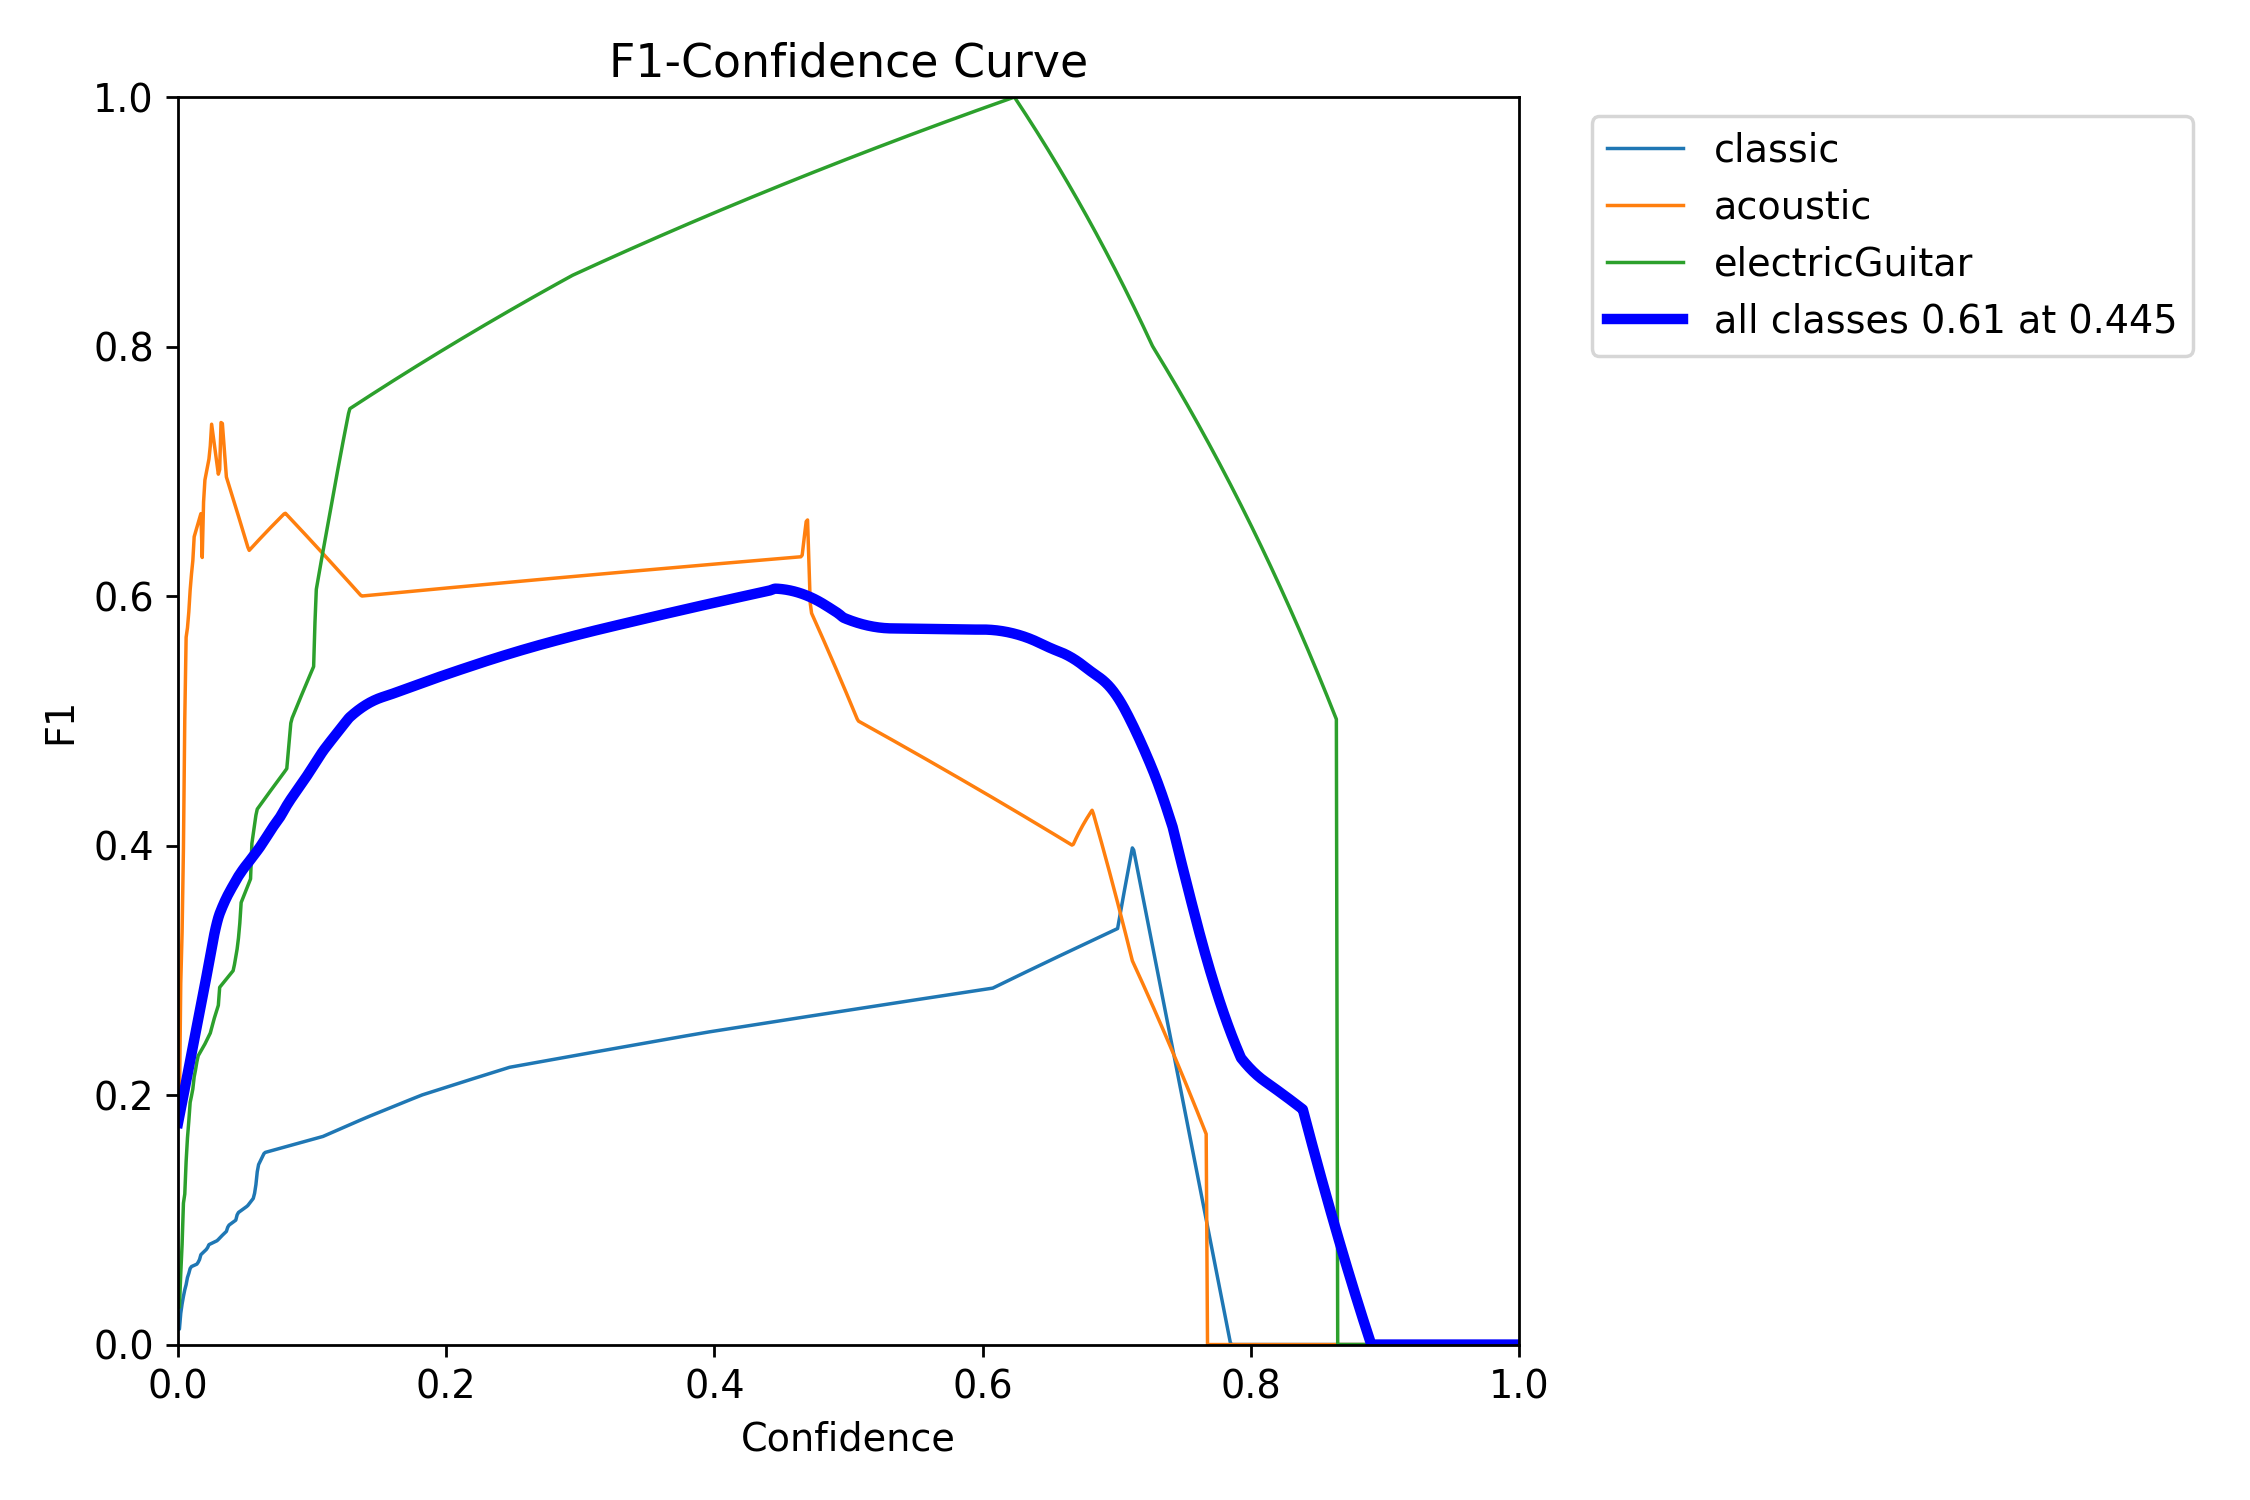 F1-Confidence Curve
1.0
0.8
0.6
0.4
0.2
0.0
F1
0.0 0.2 0.4 0.6 0.8 1.0
Confidence
classic
acoustic
electricGuitar
all classes 0.61 at 0.445